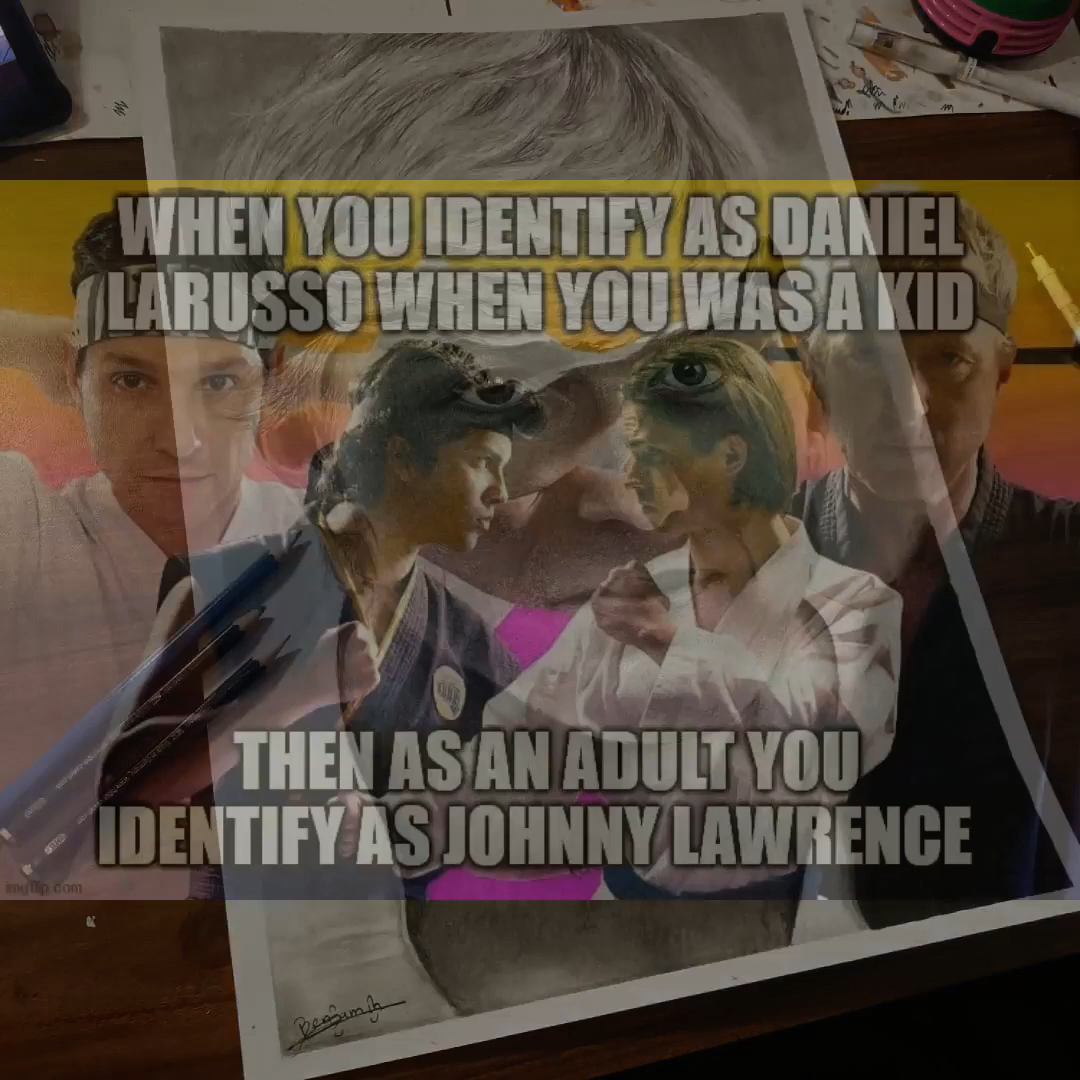 WHEN YOU IDENTIFY AS DANIEL
LARUSSO WHEN YOU WAS A KID
THEN AS AN ADULT YOU
IDENTIFY AS JOHNNY LAWRENCE
imgflip.com